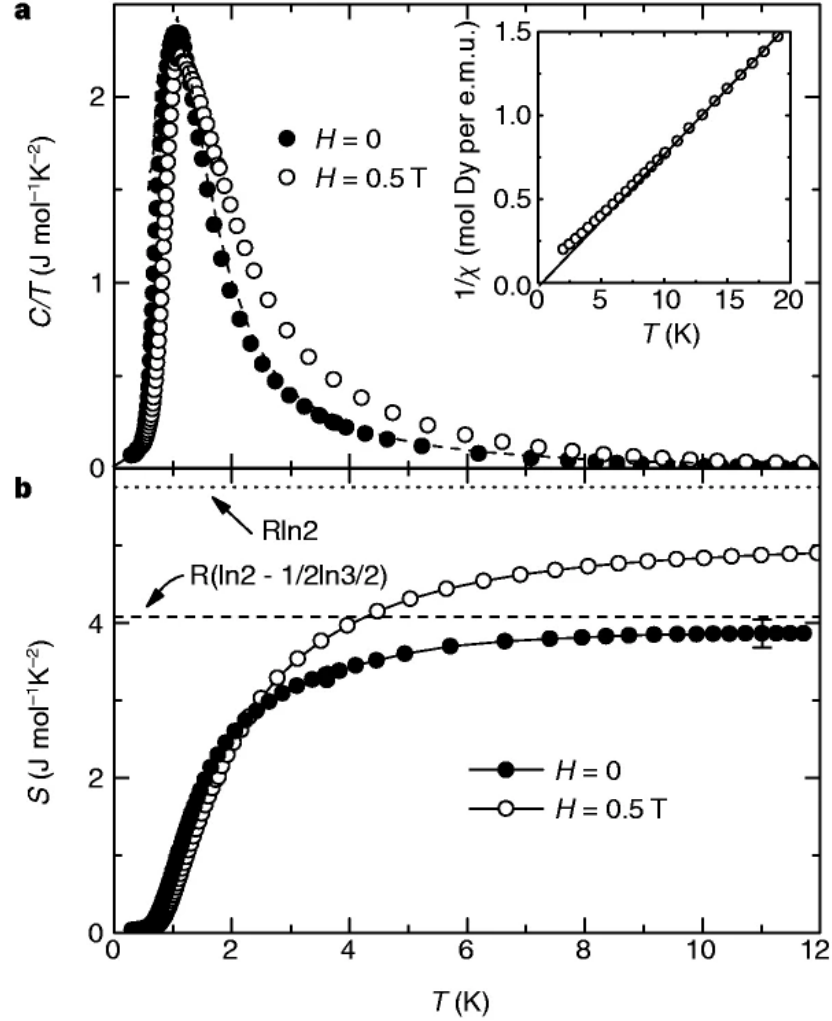 a
2
1
0
C/T (J mol⁻¹K⁻²)
H = 0
H = 0.5 T
1.5
1.0
0.5
0.0
1/χ (mol Dy per e.m.u.)
0 5 10 15 20
T (K)
b
Rln2
R(ln2 - 1/2ln3/2)
4
2
0
S (J mol⁻¹K⁻²)
H = 0
H = 0.5 T
0 2 4 6 8 10 12
T (K)